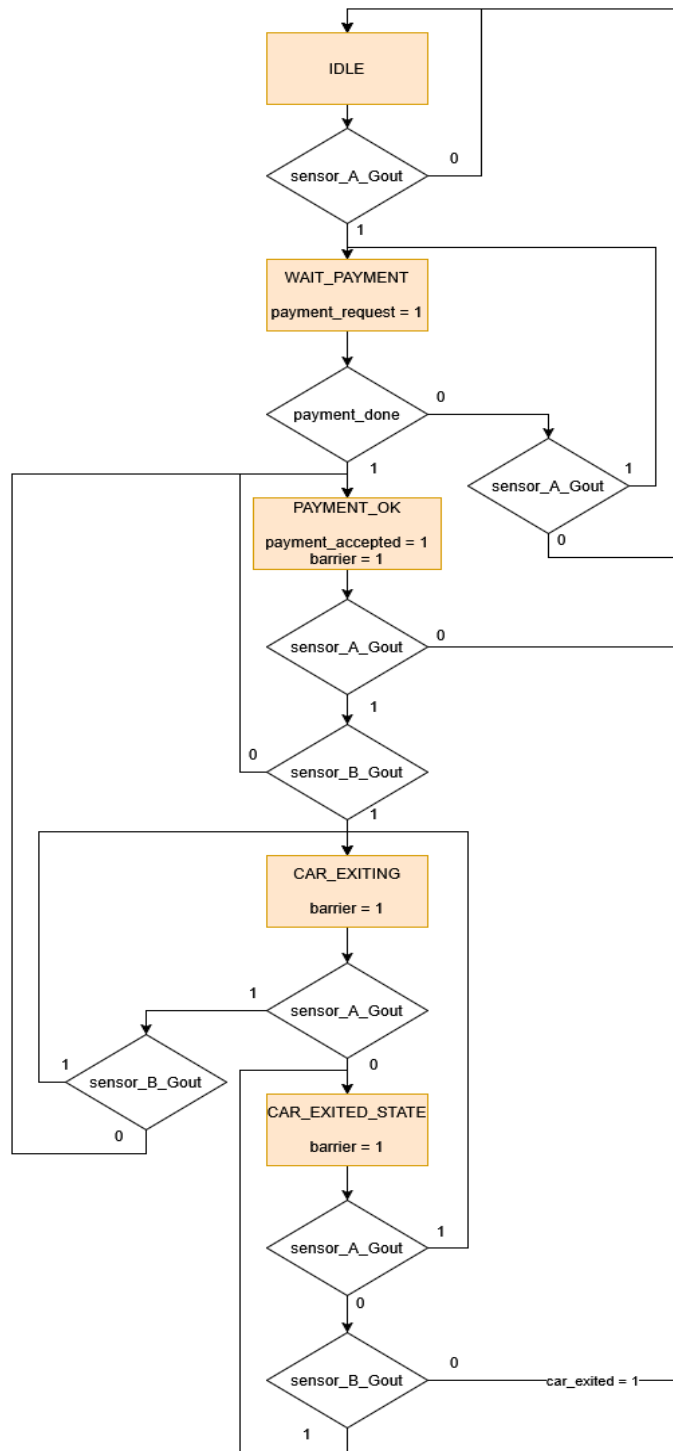 IDLE
0
sensor_A_Gout
1
WAIT_PAYMENT
payment_request = 1
0
payment_done
1
1
sensor_A_Gout
0
PAYMENT_OK
payment_accepted = 1
barrier = 1
0
sensor_A_Gout
1
0
sensor_B_Gout
1
CAR_EXITING
barrier = 1
1
sensor_A_Gout
0
1
sensor_B_Gout
0
CAR_EXITED_STATE
barrier = 1
1
sensor_A_Gout
0
0
sensor_B_Gout
car_exited = 1
1